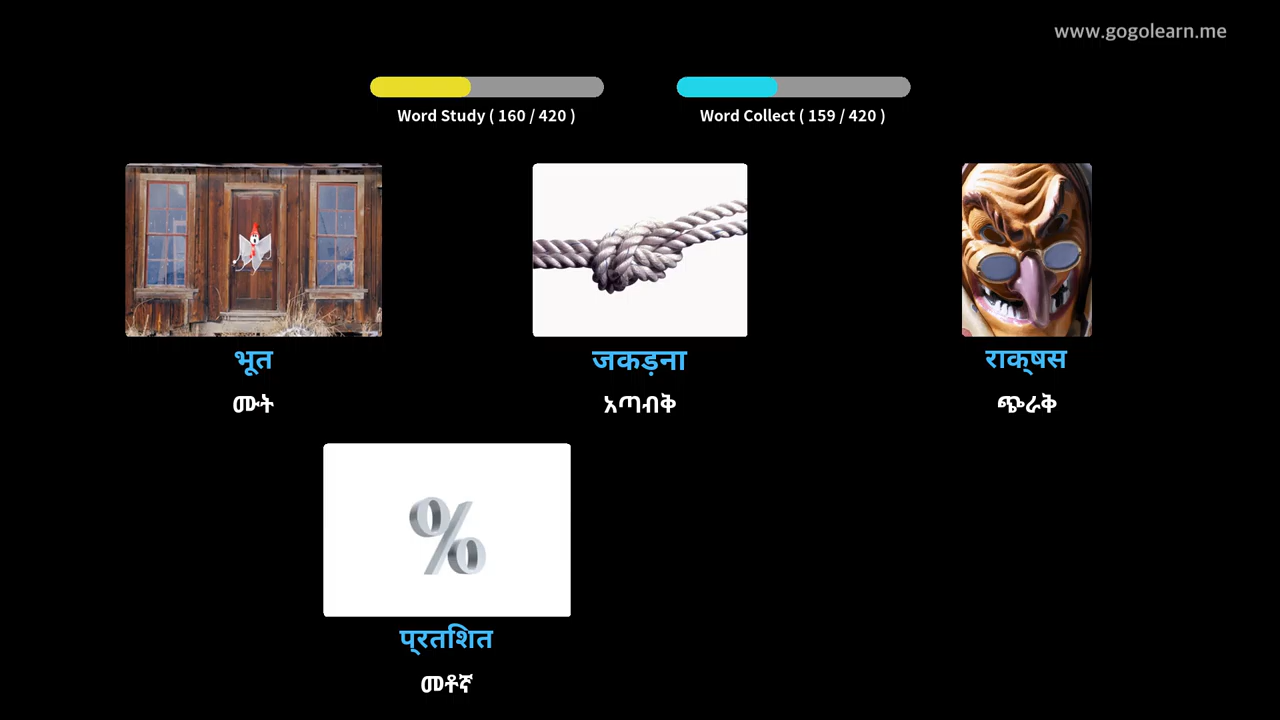 www.gogolearn.me
Word Study ( 160 / 420 )
Word Collect ( 159 / 420 )
भूत
जकड़ना
राक्षस
ሙት
አጣብቅ
ጭራቅ
%
प्रतिशत
መቶኛ